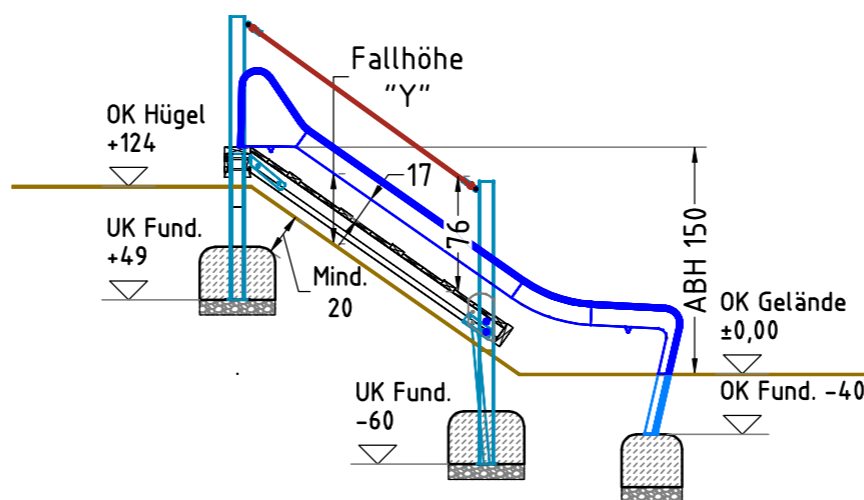 Fallhöhe
"Y"
OK Hügel
+124
17
UK Fund.
+49
76
Mind.
20
ABH 150
OK Gelände
±0,00
UK Fund.
-60
OK Fund. -40